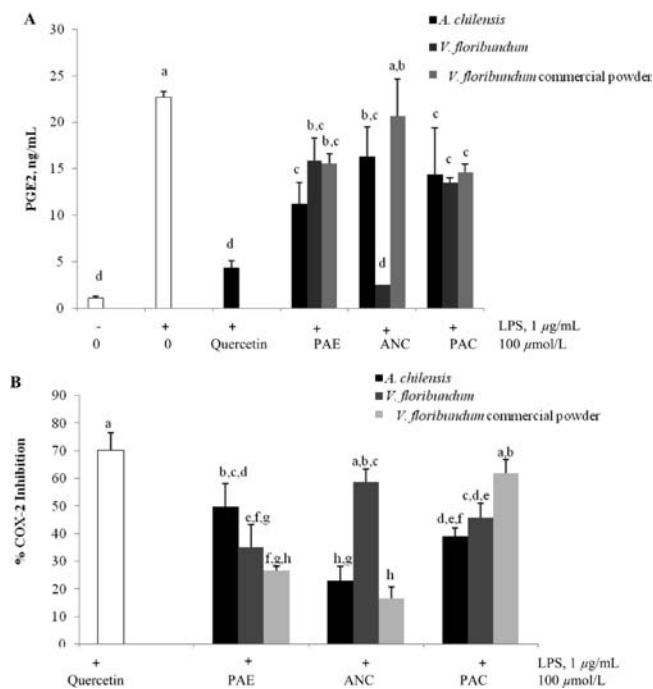 A
A. chilensis
V. floribundum
V. floribundum commercial powder
PGE2, ng/mL
30
25
20
15
10
5
0
d
a
d
c
b,c
b,c
b,c
d
a,b
c
c
c
- + + + + + LPS, 1 µg/mL
0 0 Quercetin PAE ANC PAC 100 µmol/L
B
A. chilensis
V. floribundum
V. floribundum commercial powder
% COX-2 Inhibition
90
80
70
60
50
40
30
20
10
0
a
b,c,d
e,f,g
f,g,h
h,g
a,b,c
h
d,e,f
c,d,e
a,b
+ + + + LPS, 1 µg/mL
Quercetin PAE ANC PAC 100 µmol/L